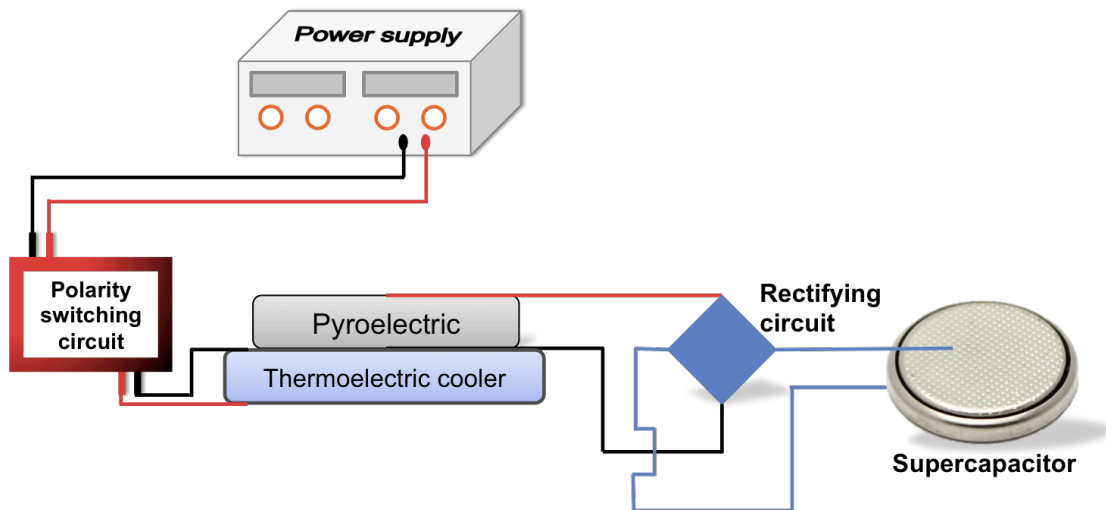 Power supply
Polarity
switching
circuit
Pyroelectric
Thermoelectric cooler
Rectifying
circuit
Supercapacitor